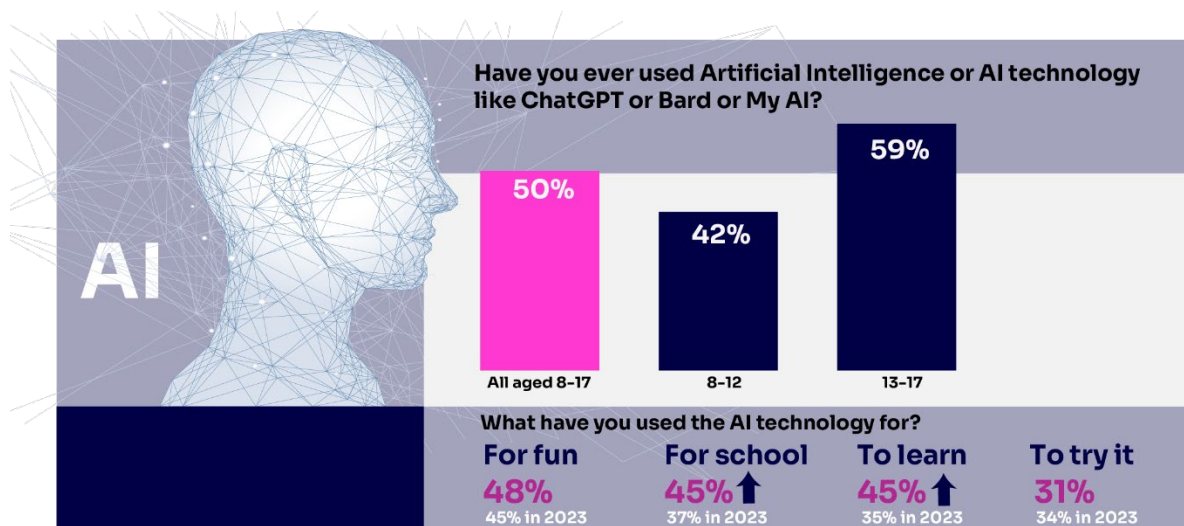 Have you ever used Artificial Intelligence or AI technology
like ChatGPT or Bard or My AI?
AI
50%
42%
59%
All aged 8-17
8-12
13-17
What have you used the AI technology for?
For fun
For school
To learn
To try it
48%
45%
45%
31%
45% in 2023
37% in 2023
35% in 2023
34% in 2023